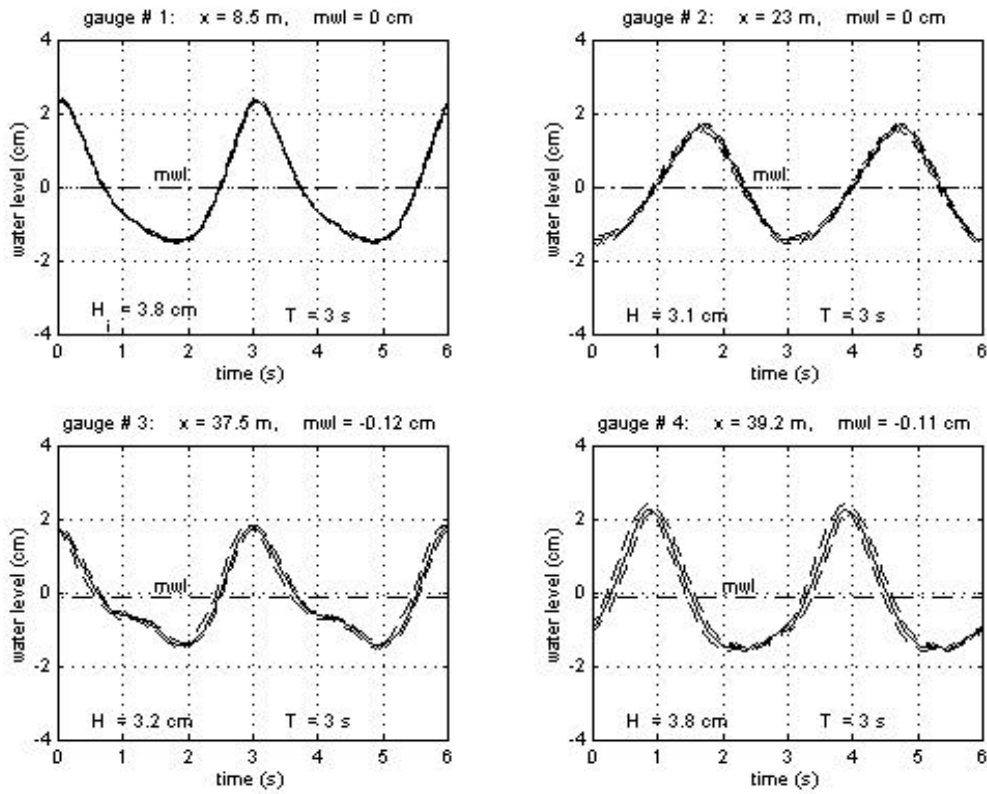 gauge # 1: x = 8.5 m, mwl = 0 cm
4
2
0
-2
-4
water level (cm)
mwl
H_i = 3.8 cm T = 3 s
0 1 2 3 4 5 6
time (s)
gauge # 2: x = 23 m, mwl = 0 cm
4
2
0
-2
-4
water level (cm)
mwl
H = 3.1 cm T = 3 s
0 1 2 3 4 5 6
time (s)
gauge # 3: x = 37.5 m, mwl = -0.12 cm
4
2
0
-2
-4
water level (cm)
mwl
H = 3.2 cm T = 3 s
0 1 2 3 4 5 6
time (s)
gauge # 4: x = 39.2 m, mwl = -0.11 cm
4
2
0
-2
-4
water level (cm)
mwl
H = 3.8 cm T = 3 s
0 1 2 3 4 5 6
time (s)